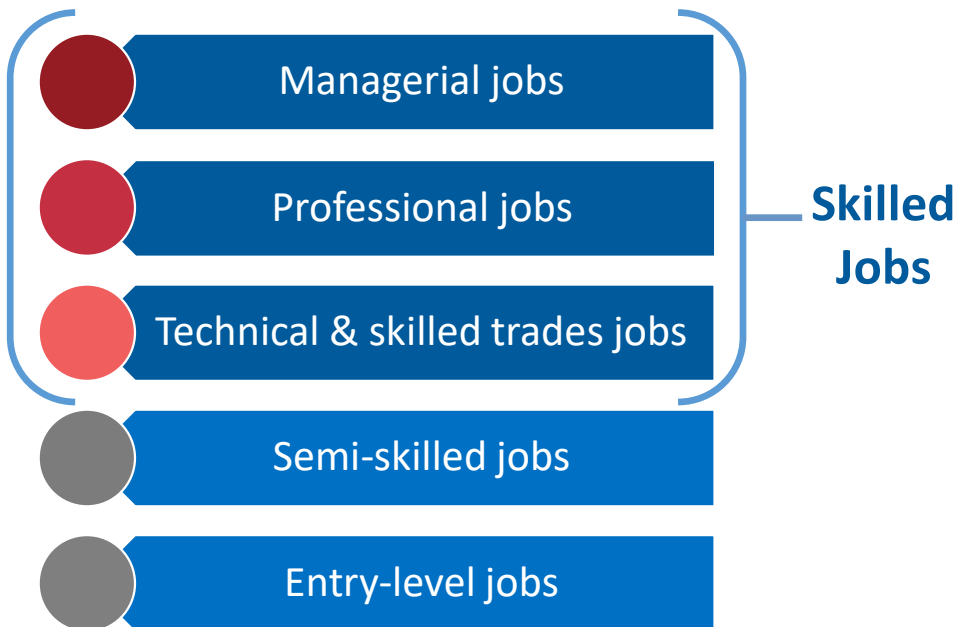 Managerial jobs
Professional jobs
Skilled
Jobs
Technical & skilled trades jobs
Semi-skilled jobs
Entry-level jobs